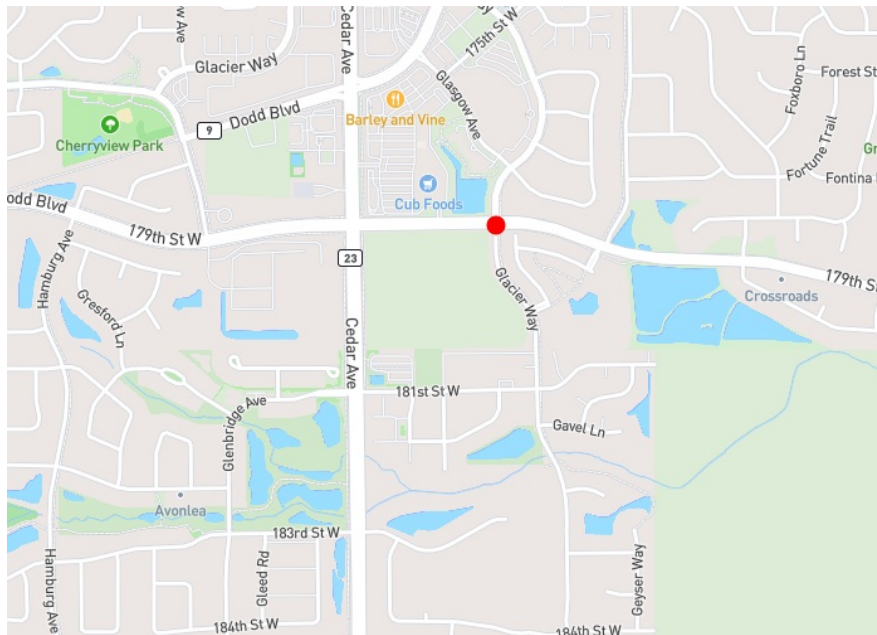 Cedar Ave
175th St W
Glacier Way
Glasgow Ave
Foxboro Ln
Forest St
Dodd Blvd
9
Barley and Vine
Cherryview Park
Fortune Trail
Fontina
Dodd Blvd
Cub Foods
179th St W
23
Hamburg Ave
Glacier Way
179th St
Crossroads
Gresford Ln
Cedar Ave
181st St W
Glenbridge Ave
Gavel Ln
Avonlea
183rd St W
Hamburg Ave
Gleed Rd
Geyser Way
184th St W
184th St W